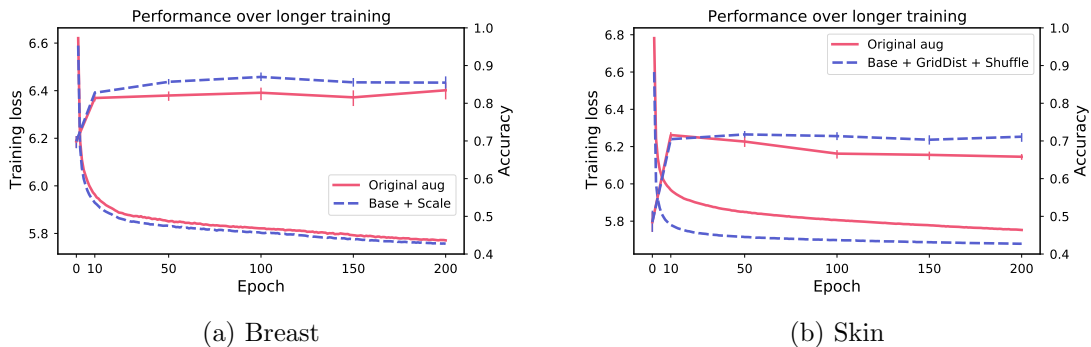 Performance over longer training
Training loss
6.6
6.4
6.2
6.0
5.8
1.0
0.9
0.8
0.7
0.6
0.5
0.4
Accuracy
Original aug
Base + Scale
0 10 50 100 150 200
Epoch
(a) Breast
Performance over longer training
Training loss
6.8
6.6
6.4
6.2
6.0
5.8
1.0
0.9
0.8
0.7
0.6
0.5
0.4
Accuracy
Original aug
Base + GridDist + Shuffle
0 10 50 100 150 200
Epoch
(b) Skin